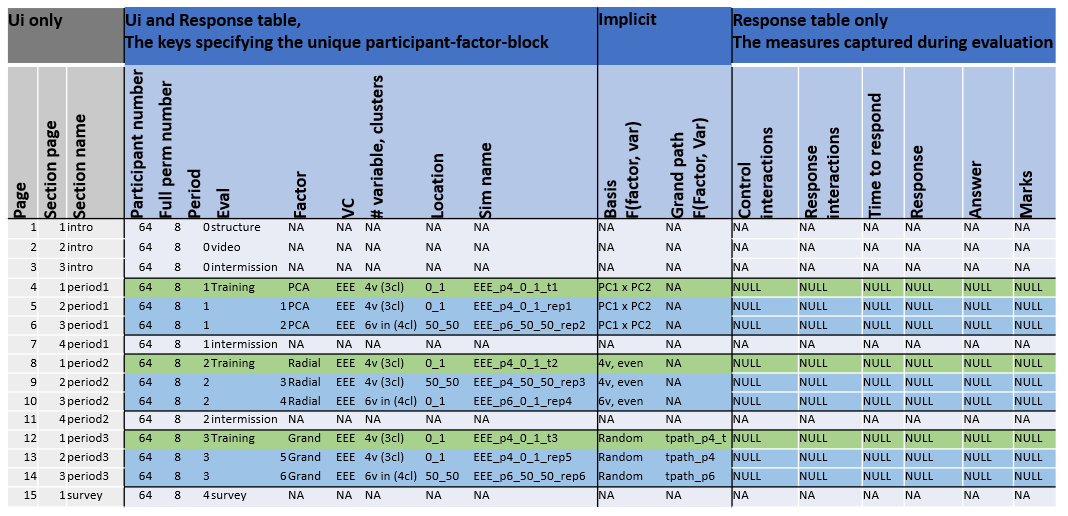 Ui only
Ui and Response table,
The keys specifying the unique participant-factor-block
Implicit
Response table only
The measures captured during evaluation
Page
Section page
Section name
Participant number
Full perm number
Period
Eval
Factor
VC
# variable, clusters
Location
Sim name
Basis
F(factor, var)
Grand path
F(Factor, Var)
Control
interactions
Response
interactions
Time to respond
Response
Answer
Marks
1 1 intro 64 8 0 structure NA NA NA NA NA NA NA NA NA NA NA NA NA
2 2 intro 64 8 0 video NA NA NA NA NA NA NA NA NA NA NA NA NA
3 3 intro 64 8 0 intermission NA NA NA NA NA NA NA NA NA NA NA NA NA
4 1 period1 64 8 1 Training PCA EEE 4v (3cl) 0_1 EEE_p4_0_1_t1 PC1 x PC2 NA NULL NULL NULL NULL NULL NULL
5 2 period1 64 8 1 1 PCA EEE 4v (3cl) 0_1 EEE_p4_0_1_rep1 PC1 x PC2 NA NULL NULL NULL NULL NULL NULL
6 3 period1 64 8 1 2 PCA EEE 6v in (4cl) 50_50 EEE_p6_50_50_rep2 PC1 x PC2 NA NULL NULL NULL NULL NULL NULL
7 4 period1 64 8 1 intermission NA NA NA NA NA NA NA NA NA NA NA NA NA
8 1 period2 64 8 2 Training Radial EEE 4v (3cl) 0_1 EEE_p4_0_1_t2 4v, even NA NULL NULL NULL NULL NULL NULL
9 2 period2 64 8 2 3 Radial EEE 4v (3cl) 50_50 EEE_p4_50_50_rep3 4v, even NA NULL NULL NULL NULL NULL NULL
10 3 period2 64 8 2 4 Radial EEE 6v in (4cl) 0_1 EEE_p6_0_1_rep4 6v, even NA NULL NULL NULL NULL NULL NULL
11 4 period2 64 8 2 intermission NA NA NA NA NA NA NA NA NA NA NA NA NA
12 1 period3 64 8 3 Training Grand EEE 4v (3cl) 0_1 EEE_p4_0_1_t3 Random tpath_p4_t NULL NULL NULL NULL NULL NULL
13 2 period3 64 8 3 5 Grand EEE 4v (3cl) 0_1 EEE_p4_0_1_rep5 Random tpath_p4 NULL NULL NULL NULL NULL NULL
14 3 period3 64 8 3 6 Grand EEE 6v in (4cl) 50_50 EEE_p6_50_50_rep6 Random tpath_p6 NULL NULL NULL NULL NULL NULL
15 1 survey 64 8 4 survey NA NA NA NA NA NA NA NA NA NA NA NA NA